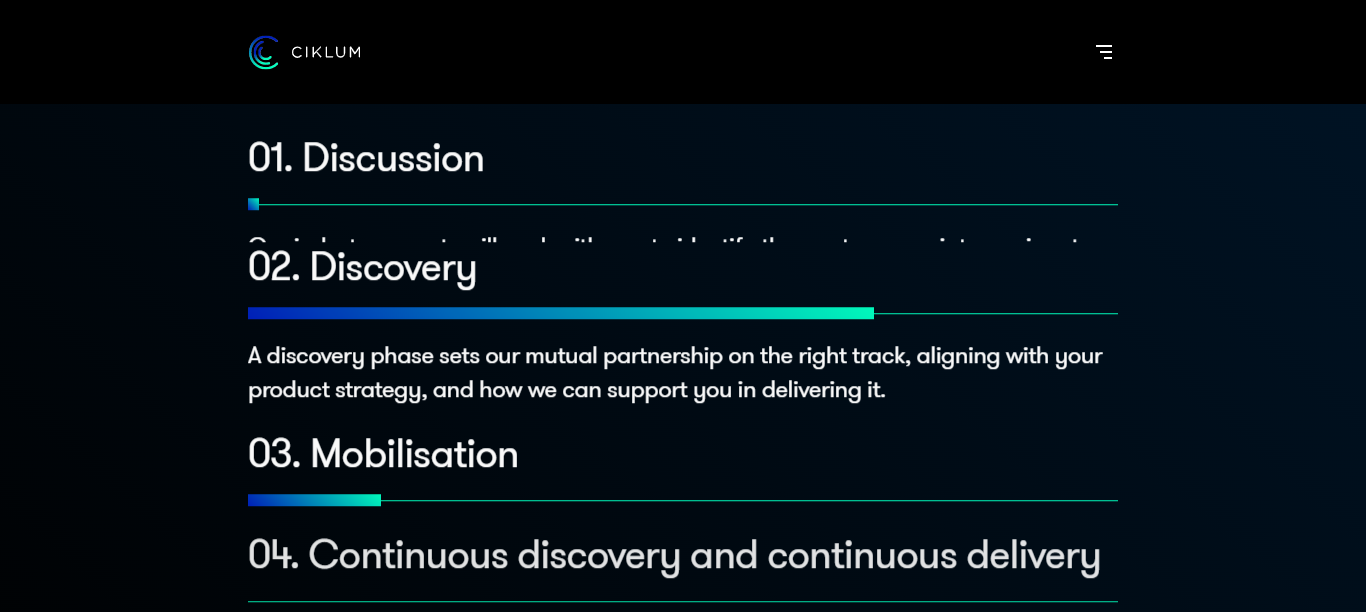 CIKLUM
01. Discussion
02. Discovery
A discovery phase sets our mutual partnership on the right track, aligning with your
product strategy, and how we can support you in delivering it.
03. Mobilisation
04. Continuous discovery and continuous delivery